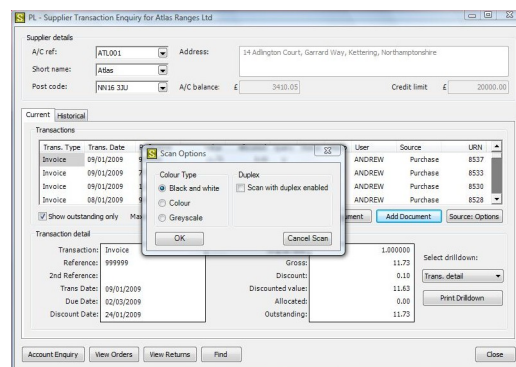 PL - Supplier Transaction Enquiry for Atlas Ranges Ltd
Supplier details
A/C ref: ATL001 Address: 14 Adlington Court, Garrard Way, Kettering, Northamptonshire
Short name: Atlas
Post code: NN16 3JU A/C balance £ 3410.05 Credit limit £ 20000.00
Current Historical
Transactions
Trans. Type Trans. Date User Source URN
Invoice 09/01/2009 ANDREW Purchase 8537
Invoice 09/01/2009 ANDREW Purchase 8533
Invoice 09/01/2009 ANDREW Purchase 8530
Invoice 08/01/2009 ANDREW Purchase 8528
Scan Options
Colour Type Duplex
Black and white Scan with duplex enabled
Colour
Greyscale
OK Cancel Scan
Show outstanding only Add Document Source: Options
Transaction detail
Transaction: Invoice 1.000000
Reference: 999999 Gross: 11.73
2nd Reference: Discount: 0.10
Trans Date: 09/01/2009 Discounted value: 11.63
Due Date: 02/03/2009 Allocated: 0.00
Discount Date: 24/01/2009 Outstanding: 11.73
Select drilldown:
Trans. detail
Print Drilldown
Account Enquiry View Orders View Returns Find Close